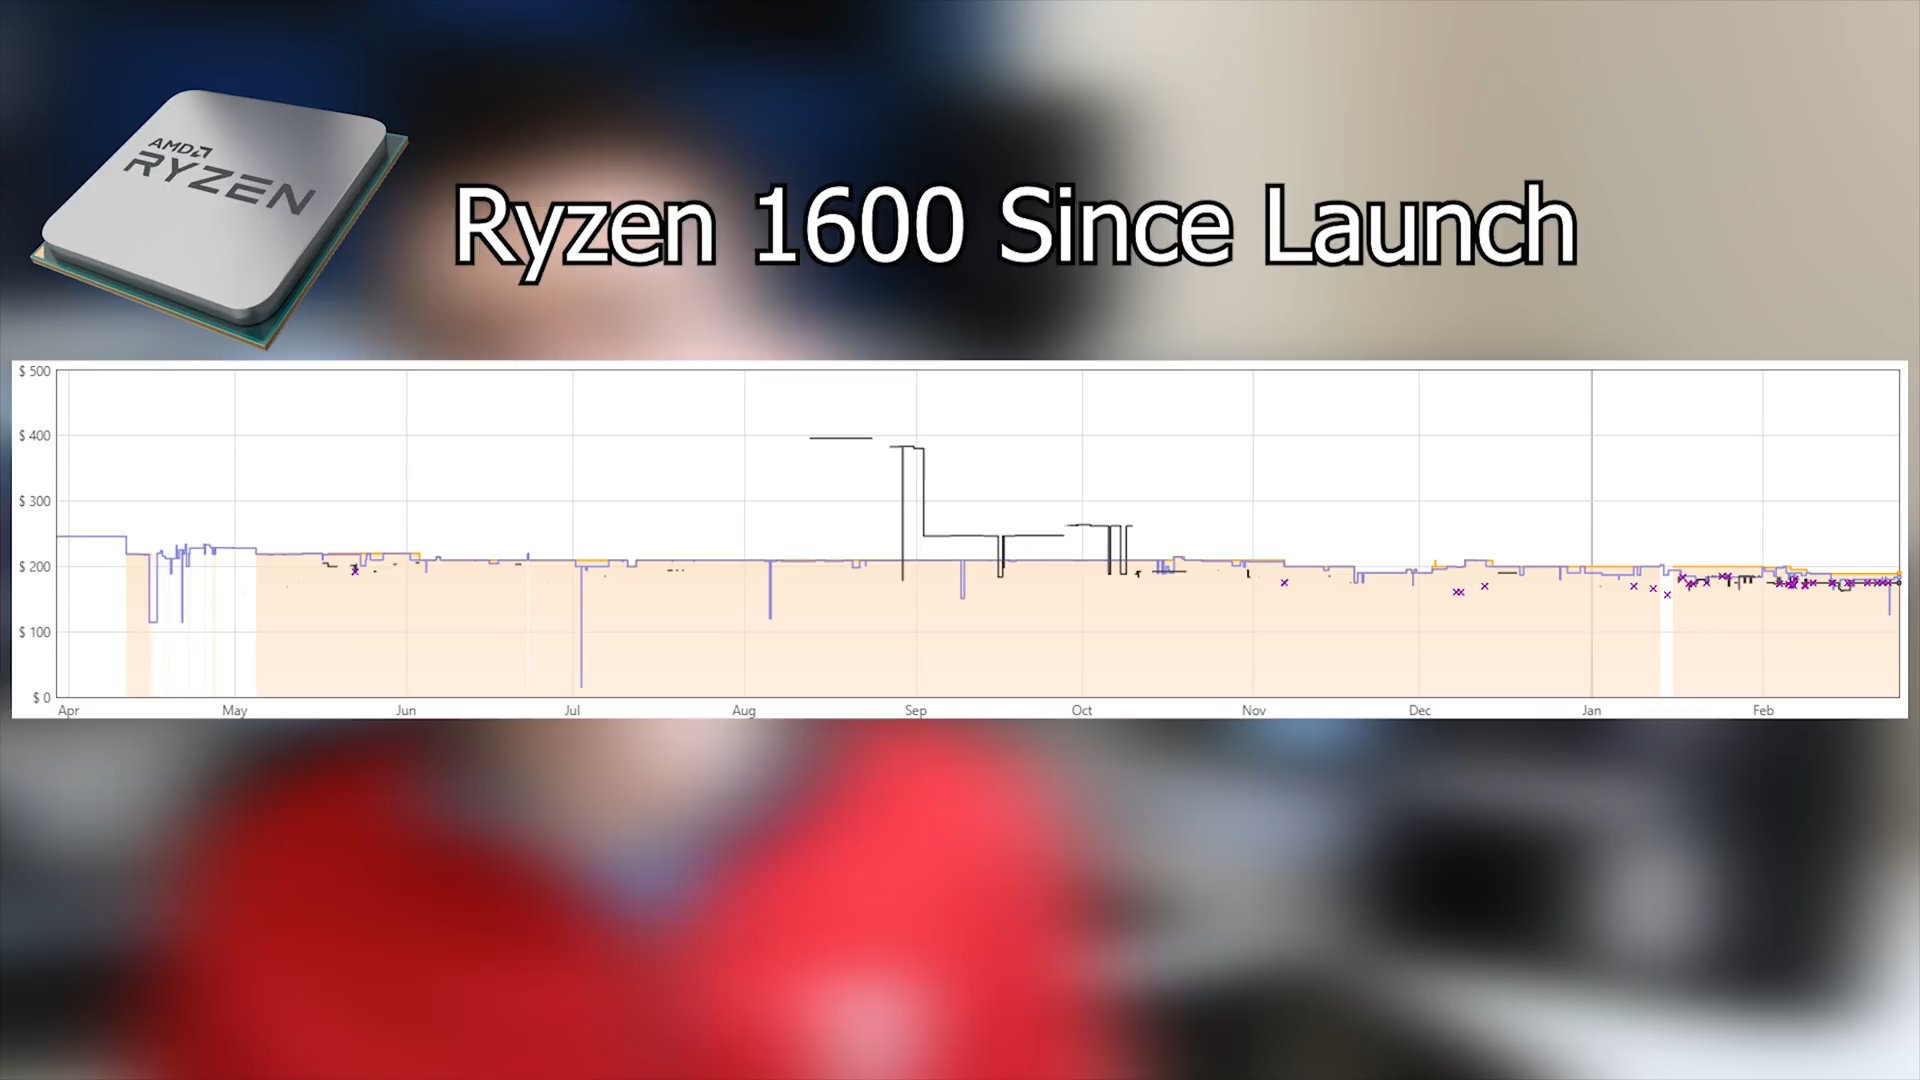 AMD
RYZEN
Ryzen 1600 Since Launch
$ 500
$ 400
$ 300
$ 200
$ 100
$ 0
Apr May Jun Jul Aug Sep Oct Nov Dec Jan Feb